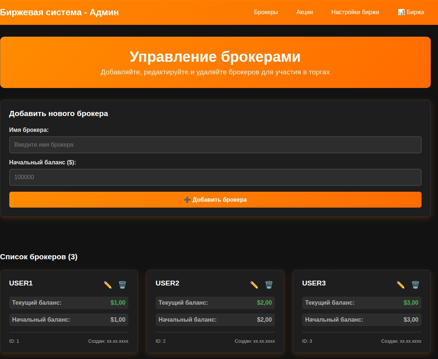 Биржевая система - Админ
Брокеры Акции Настройки биржи 📊 Биржа
Управление брокерами
Добавляйте, редактируйте и удаляйте брокеров для участия в торгах
Добавить нового брокера
Имя брокера:
Введите имя брокера
Начальный баланс ($):
100000
➕ Добавить брокера
Список брокеров (3)
USER1 ✏️ 🗑️
Текущий баланс: $1,00
Начальный баланс: $1,00
ID: 1 Создан: xx.xx.xxxx
USER2 ✏️ 🗑️
Текущий баланс: $2,00
Начальный баланс: $2,00
ID: 2 Создан: xx.xx.xxxx
USER3 ✏️ 🗑️
Текущий баланс: $3,00
Начальный баланс: $3,00
ID: 3 Создан: xx.xx.xxxx